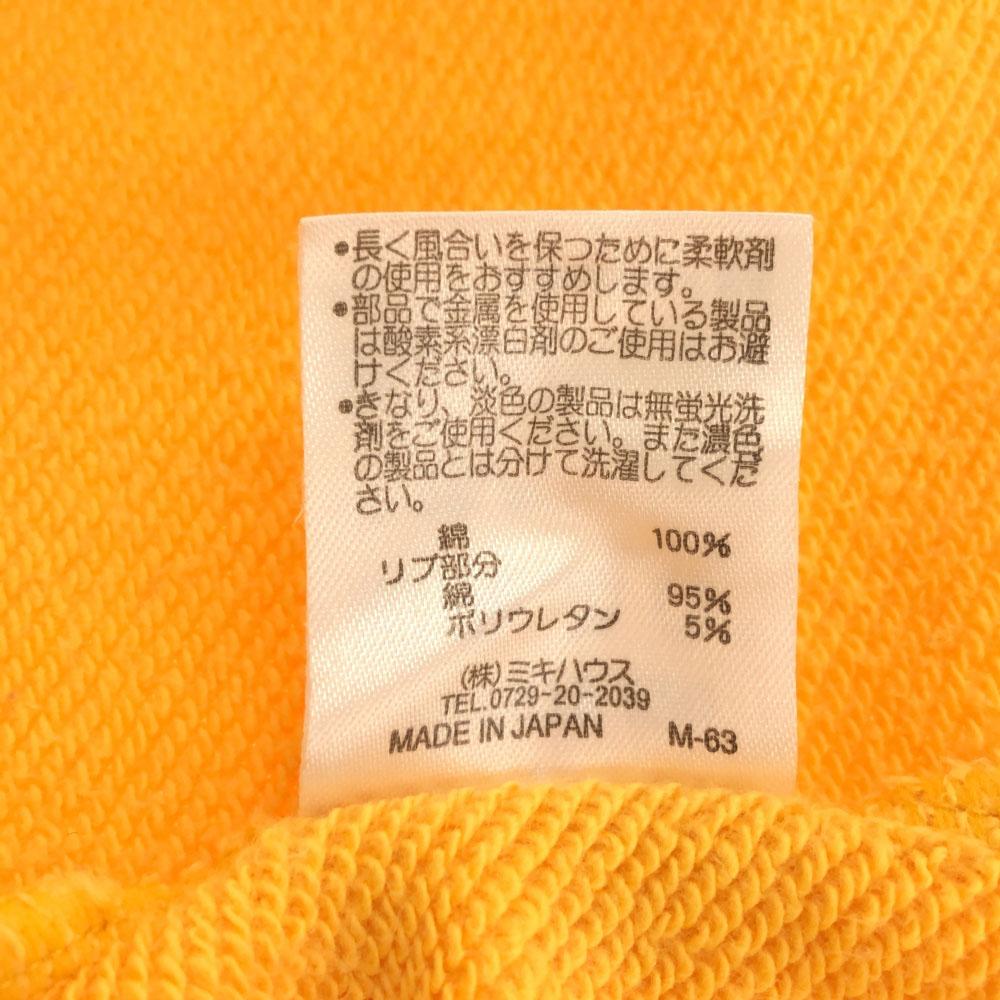 ●長く風合いを保つために柔軟剤
の使用をおすすめします。
●部品で金属を使用している製品
は酸素系漂白剤のご使用はお避
けください。
●きなり、淡色の製品は無蛍光洗
剤をご使用ください。また濃色
の製品とは分けて洗濯してくだ
さい。
綿 100%
リブ部分
綿 95%
ポリウレタン 5%
(株)ミキハウス
TEL.0729-20-2039
MADE IN JAPAN M-63